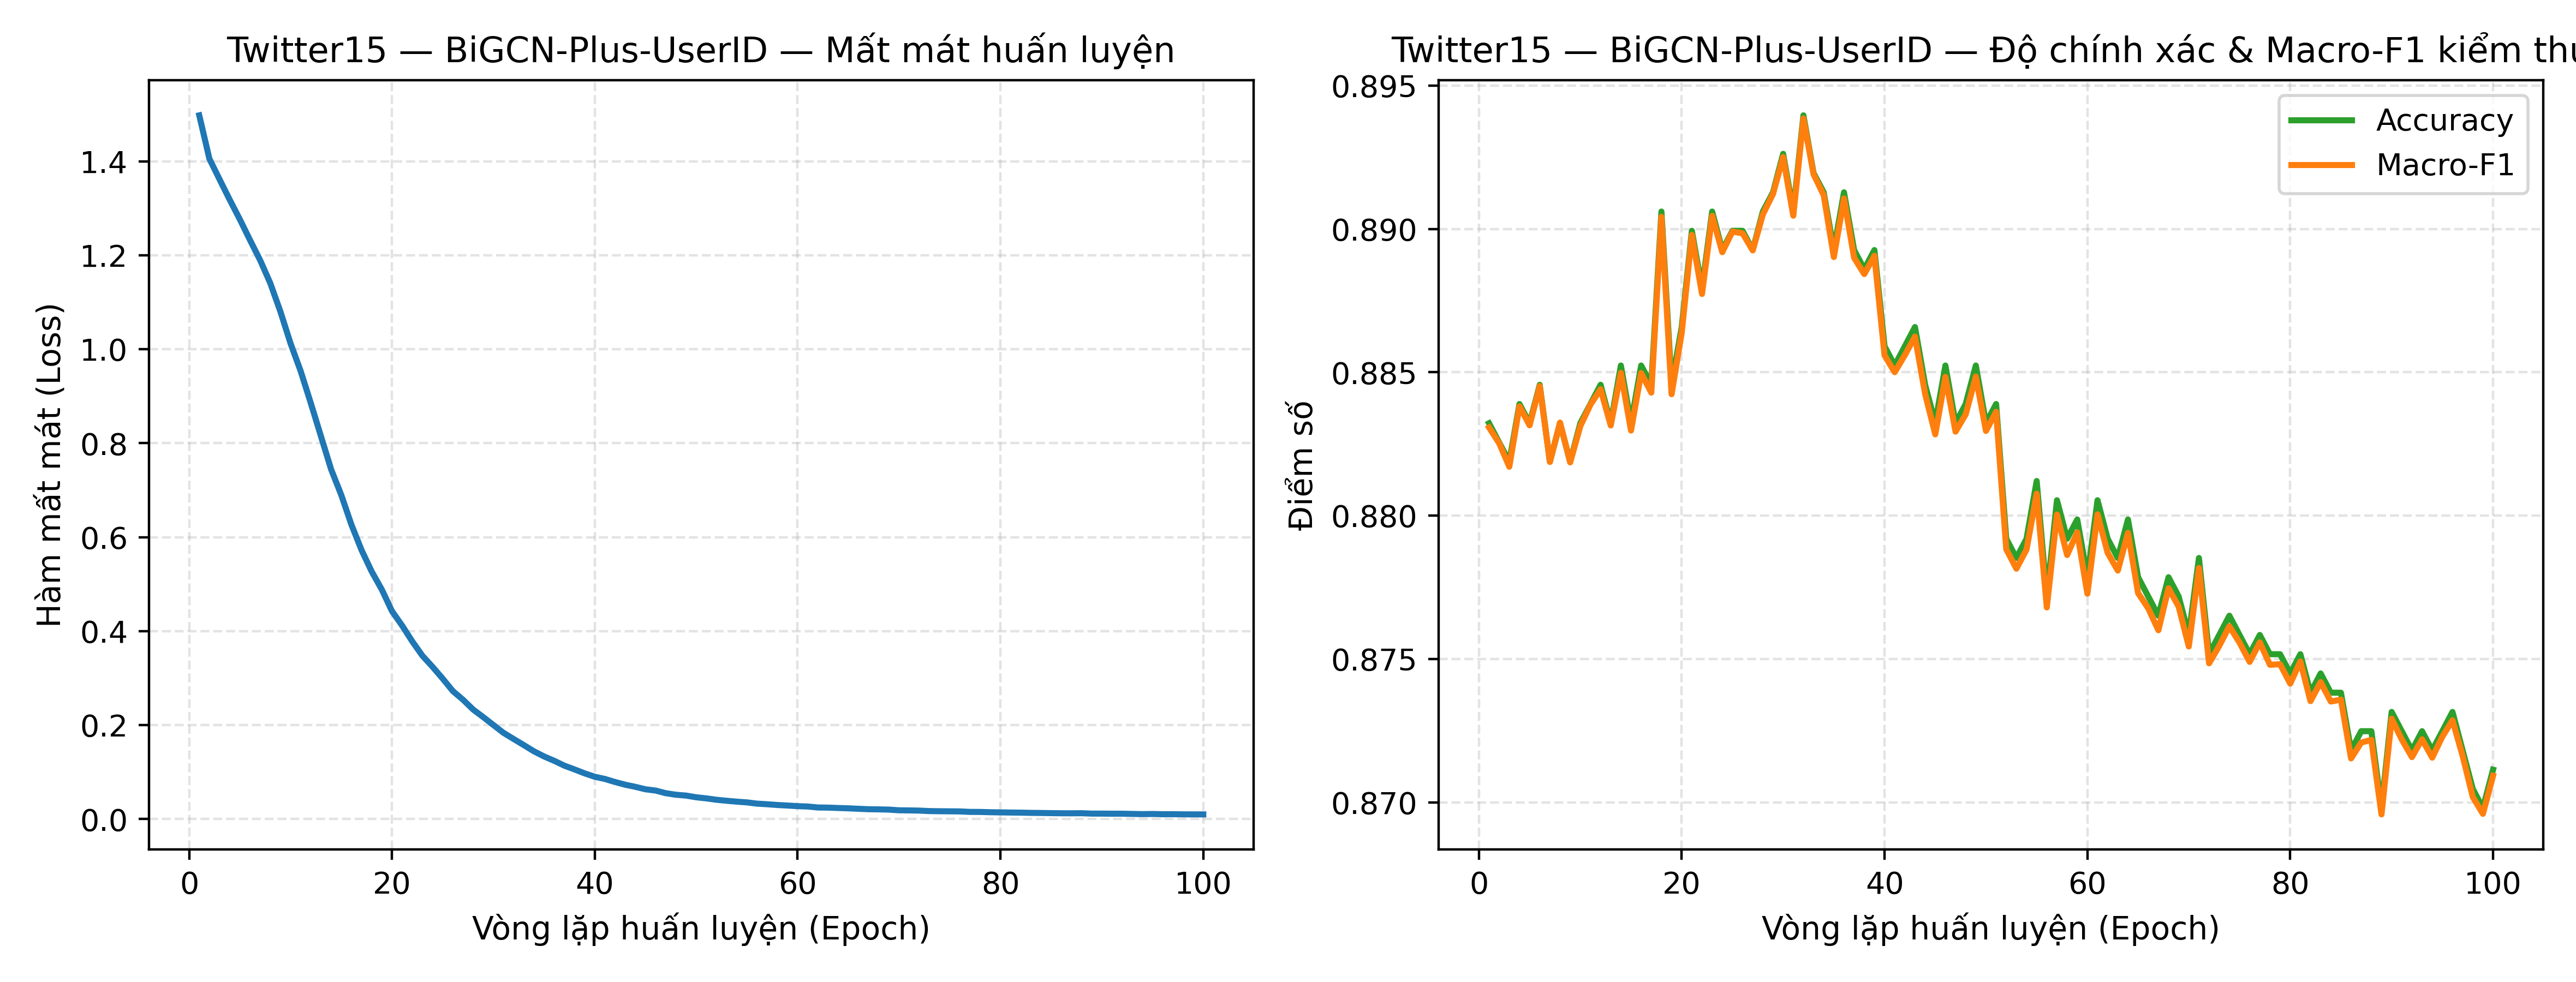 Twitter15 — BiGCN-Plus-UserID — Mất mát huấn luyện
Hàm mất mát (Loss)
1.4
1.2
1.0
0.8
0.6
0.4
0.2
0.0
0 20 40 60 80 100
Vòng lặp huấn luyện (Epoch)
Twitter15 — BiGCN-Plus-UserID — Độ chính xác & Macro-F1 kiểm
Điểm số
0.895
0.890
0.885
0.880
0.875
0.870
Accuracy
Macro-F1
0 20 40 60 80 100
Vòng lặp huấn luyện (Epoch)